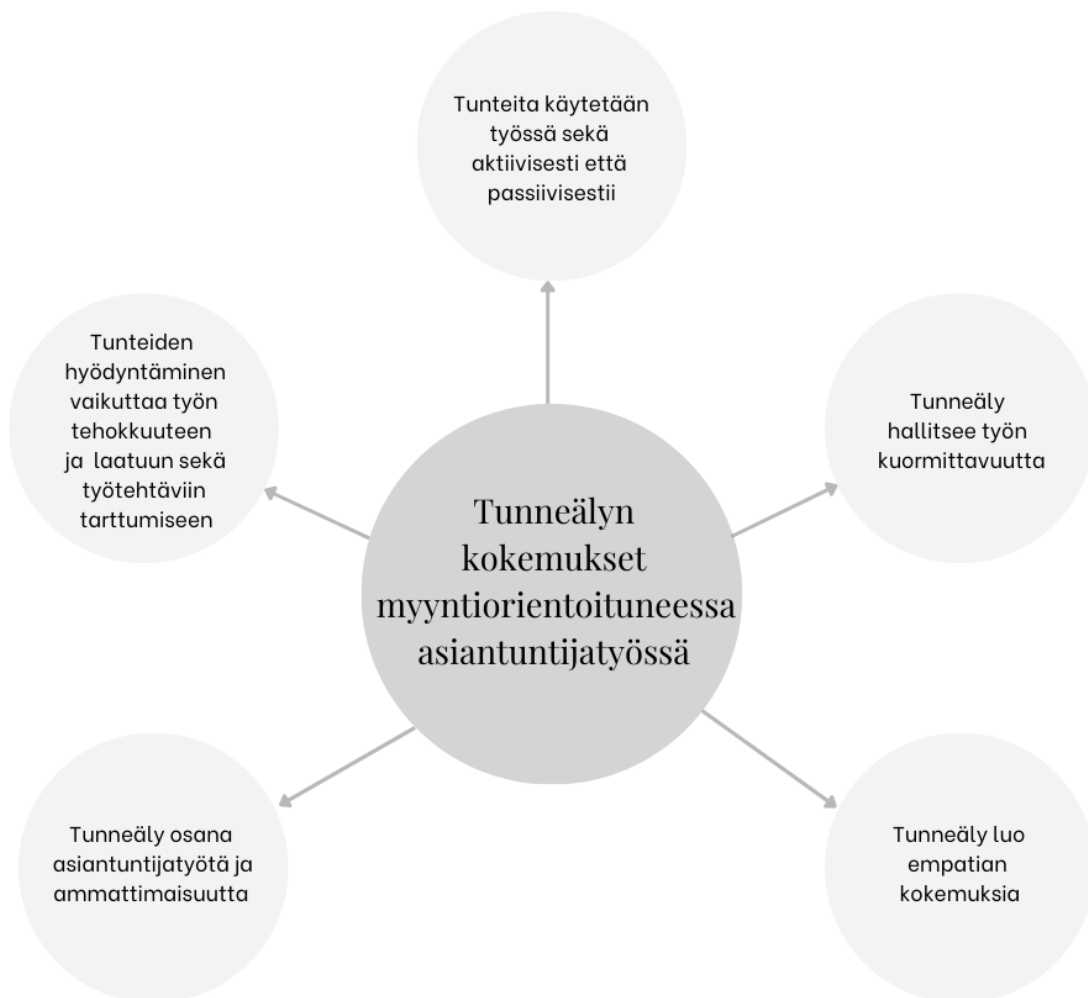 Tunteita käytetään
työssä sekä
aktiivisesti että
passiivisestii
Tunteiden
hyödyntäminen
vaikuttaa työn
tehokkuuteen
ja laatuun sekä
työtehtäviin
tarttumiseen
Tunneäly
hallitsee työn
kuormittavuutta
Tunneälyn
kokemukset
myyntiorientoituneessa
asiantuntijatyössä
Tunneäly osana
asiantuntijatyötä ja
ammattimaisuutta
Tunneäly luo
empatian
kokemuksia